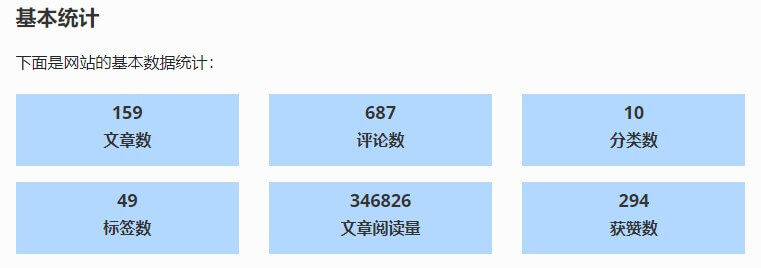 基本统计
下面是网站的基本数据统计：
159
文章数
687
评论数
10
分类数
49
标签数
346826
文章阅读量
294
获赞数